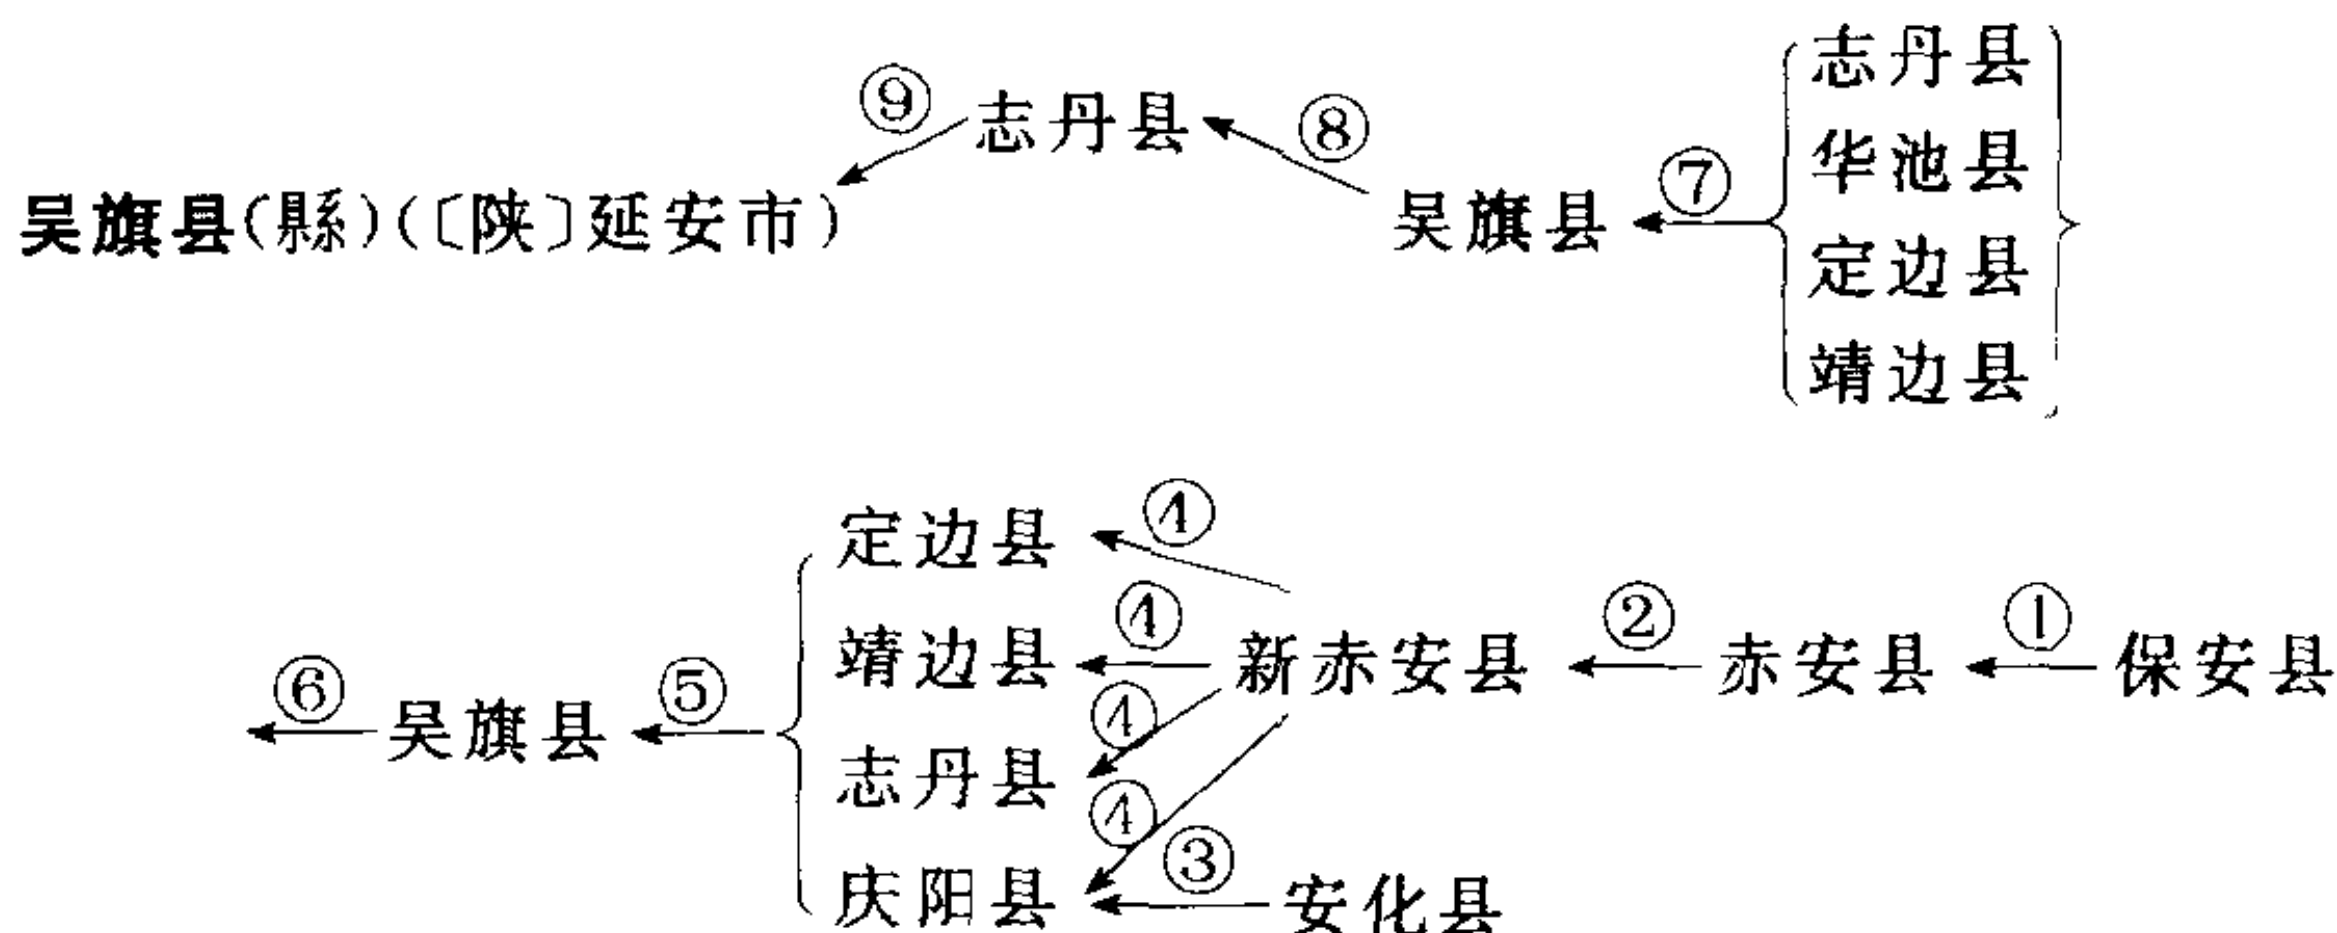 志丹县
⑨ 志丹县 ⑧
华池县
⑦
吴旗县(縣)(〔陕〕延安市) 吴旗县
定边县
靖边县
④
定边县
④ ② ①
靖边县 新赤安县 赤安县 保安县
⑥ ⑤ ④
吴旗县
志丹县
④ ③
庆阳县 安化县